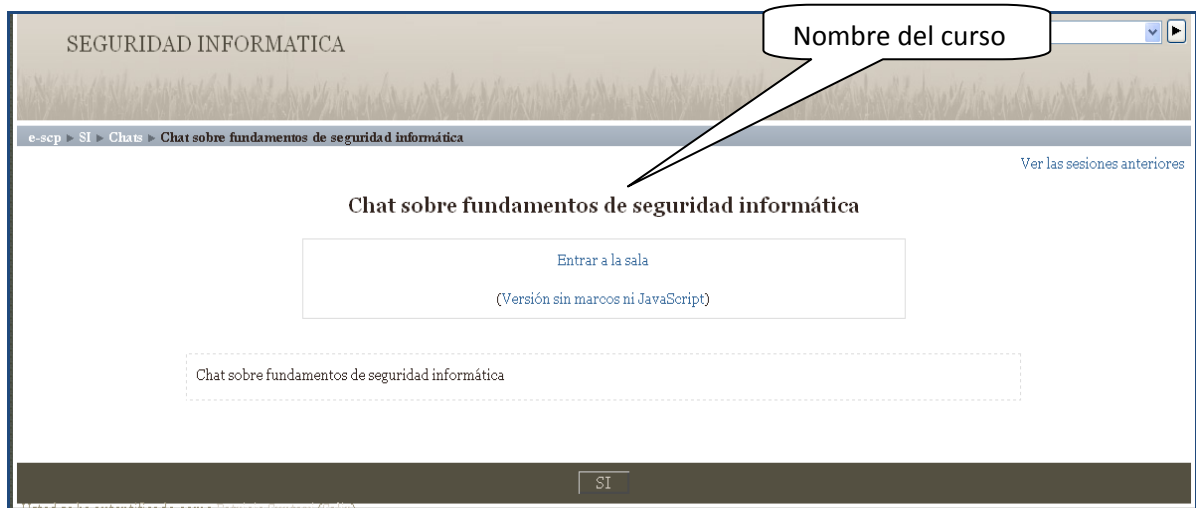 SEGURIDAD INFORMATICA
Nombre del curso
e-scp ► SI ► Chats ► Chat sobre fundamentos de seguridad informática
Ver las sesiones anteriores
Chat sobre fundamentos de seguridad informática
Entrar a la sala
(Versión sin marcos ni JavaScript)
Chat sobre fundamentos de seguridad informática
SI